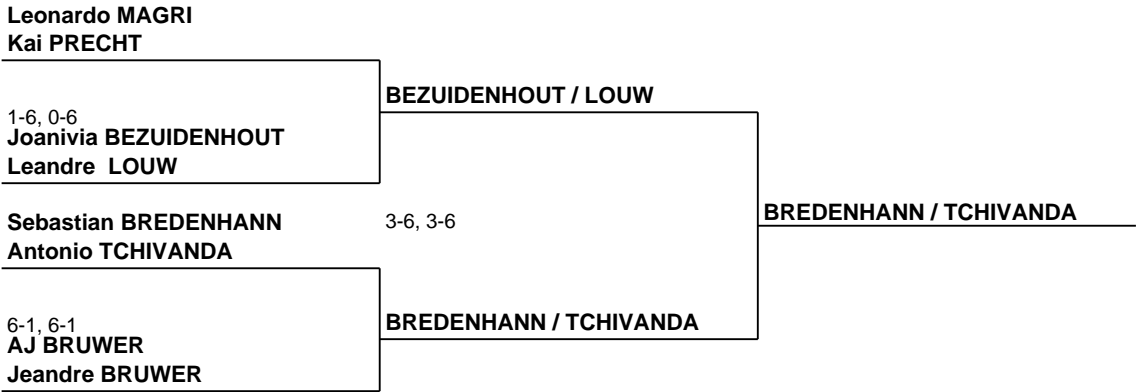 Leonardo MAGRI
Kai PRECHT
BEZUIDENHOUT / LOUW
1-6, 0-6
Joanivia BEZUIDENHOUT
Leandre LOUW
BREDENHANN / TCHIVANDA
Sebastian BREDENHANN
3-6, 3-6
Antonio TCHIVANDA
BREDENHANN / TCHIVANDA
6-1, 6-1
AJ BRUWER
Jeandre BRUWER